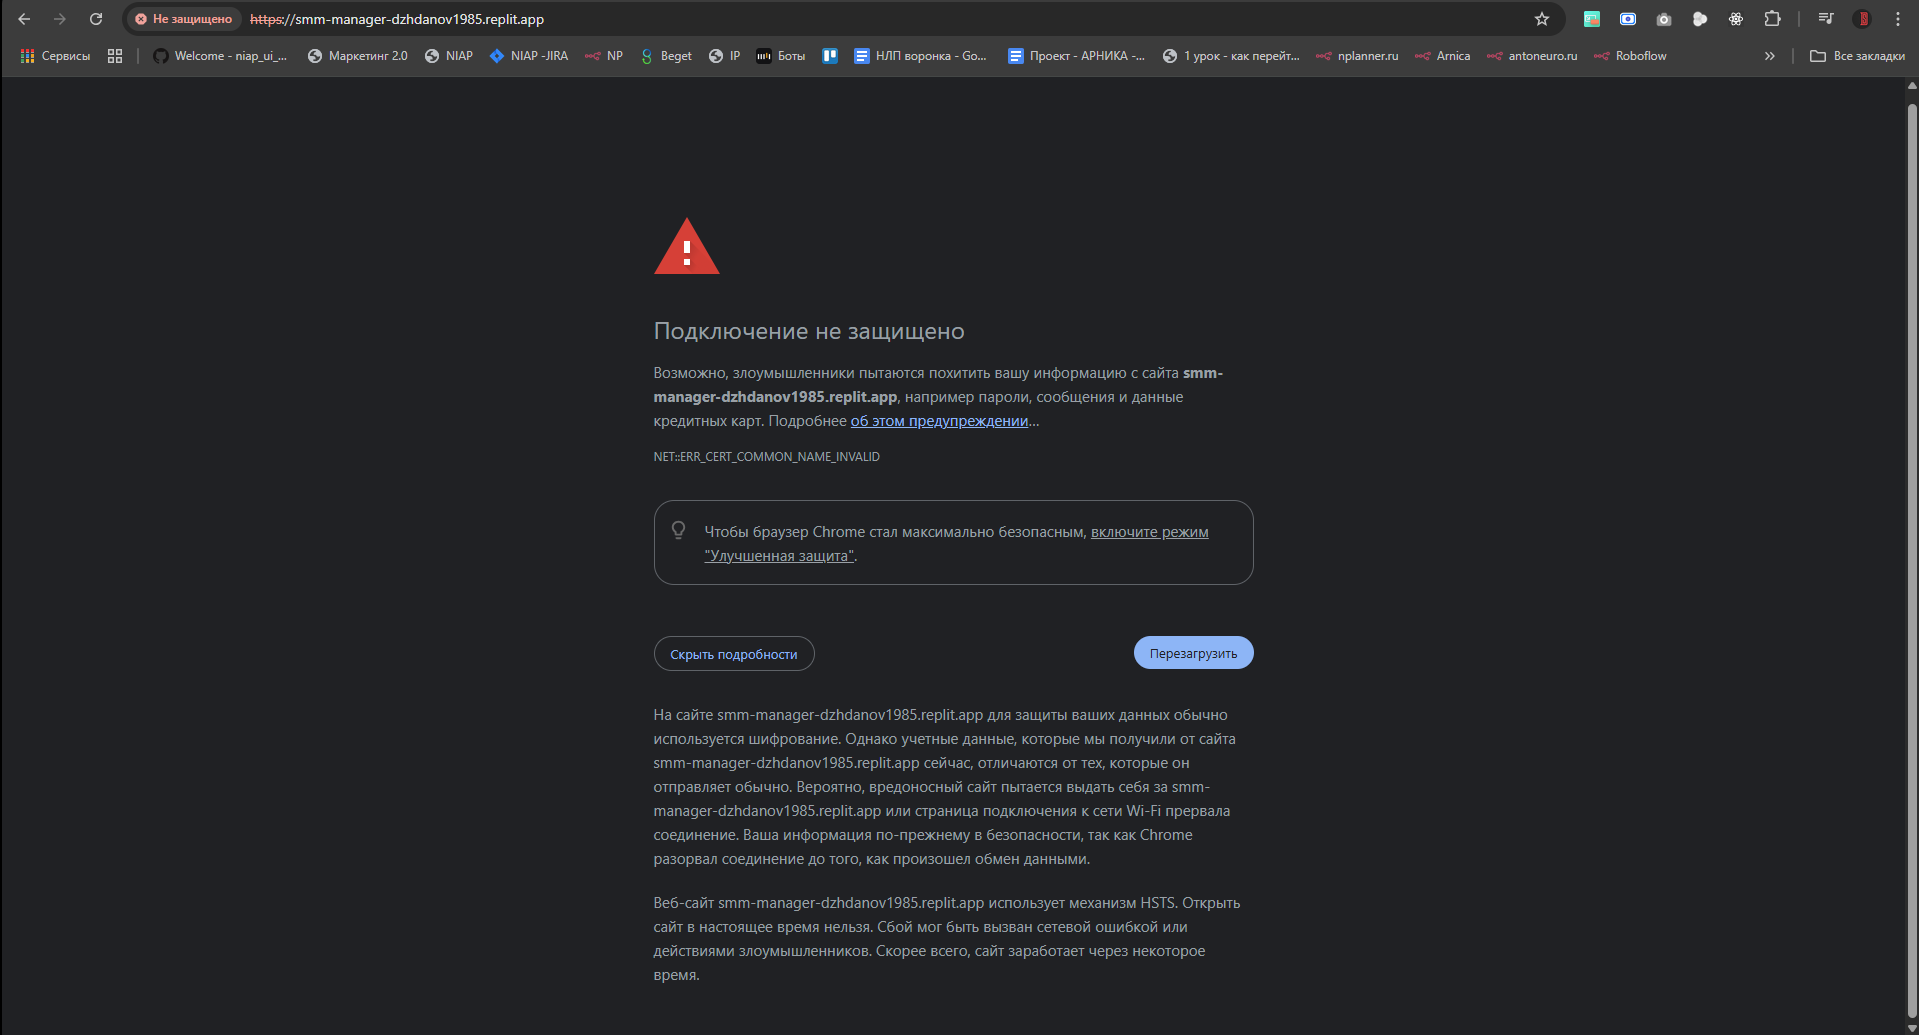 Не защищено https://smm-manager-dzhdanov1985.replit.app
Сервисы Welcome - niap_ui_... Маркетинг 2.0 NIAP NIAP -JIRA NP Beget IP Боты НЛП воронка - Go... Проект - АРНИКА -... 1 урок - как перейт... nplanner.ru Arnica antoneuro.ru Roboflow » Все закладки
Подключение не защищено
Возможно, злоумышленники пытаются похитить вашу информацию с сайта smm-
manager-dzhdanov1985.replit.app, например пароли, сообщения и данные
кредитных карт. Подробнее об этом предупреждении...
NET::ERR_CERT_COMMON_NAME_INVALID
Чтобы браузер Chrome стал максимально безопасным, включите режим
"Улучшенная защита".
Скрыть подробности Перезагрузить
На сайте smm-manager-dzhdanov1985.replit.app для защиты ваших данных обычно
используется шифрование. Однако учетные данные, которые мы получили от сайта
smm-manager-dzhdanov1985.replit.app сейчас, отличаются от тех, которые он
отправляет обычно. Вероятно, вредоносный сайт пытается выдать себя за smm-
manager-dzhdanov1985.replit.app или страница подключения к сети Wi-Fi прервала
соединение. Ваша информация по-прежнему в безопасности, так как Chrome
разорвал соединение до того, как произошел обмен данными.
Веб-сайт smm-manager-dzhdanov1985.replit.app использует механизм HSTS. Открыть
сайт в настоящее время нельзя. Сбой мог быть вызван сетевой ошибкой или
действиями злоумышленников. Скорее всего, сайт заработает через некоторое
время.